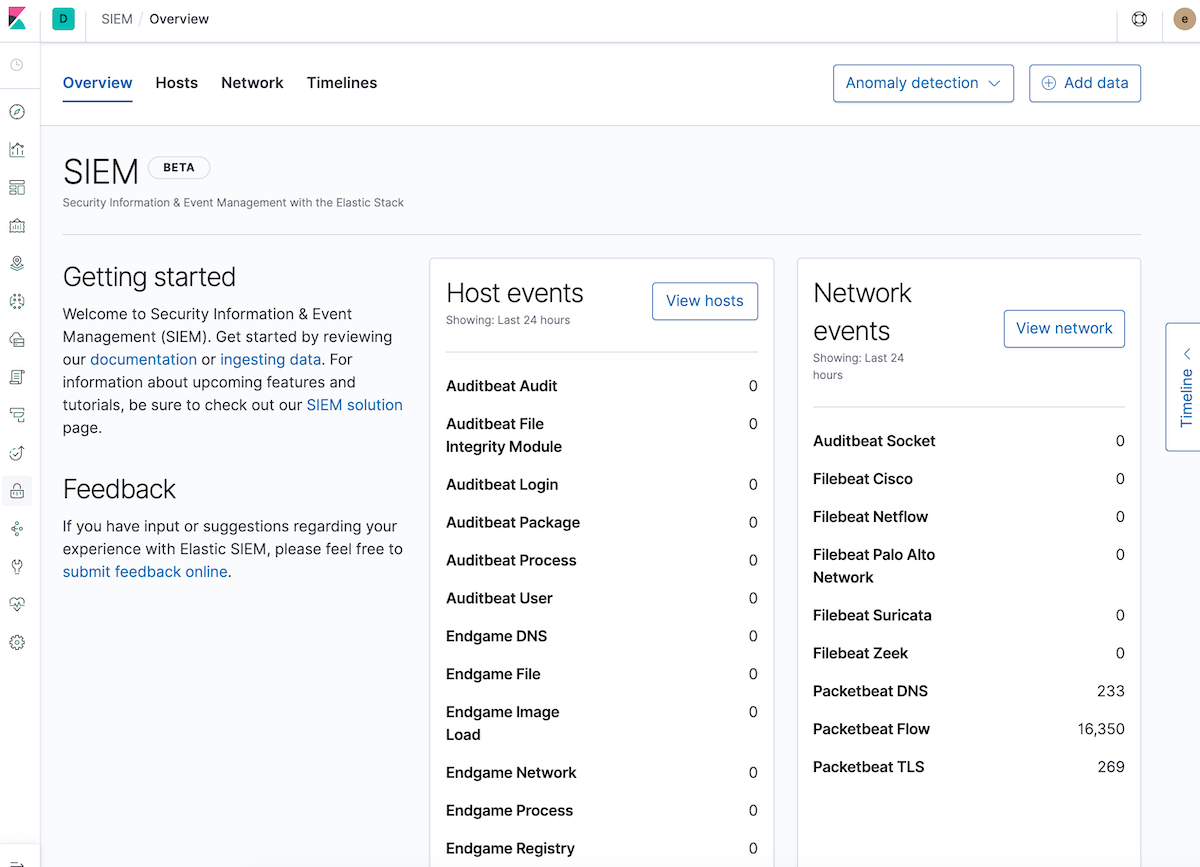 D
SIEM / Overview
e
Overview
Hosts
Network
Timelines
Anomaly detection
Add data
SIEM
BETA
Security Information & Event Management with the Elastic Stack
Getting started
Welcome to Security Information & Event
Management (SIEM). Get started by reviewing
our documentation or ingesting data. For
information about upcoming features and
tutorials, be sure to check out our SIEM solution
page.
Feedback
If you have input or suggestions regarding your
experience with Elastic SIEM, please feel free to
submit feedback online.
Host events
Showing: Last 24 hours
View hosts
Auditbeat Audit 0
Auditbeat File 0
Integrity Module
Auditbeat Login 0
Auditbeat Package 0
Auditbeat Process 0
Auditbeat User 0
Endgame DNS 0
Endgame File 0
Endgame Image 0
Load
Endgame Network 0
Endgame Process 0
Endgame Registry 0
Network
events
Showing: Last 24
hours
View network
Auditbeat Socket 0
Filebeat Cisco 0
Filebeat Netflow 0
Filebeat Palo Alto 0
Network
Filebeat Suricata 0
Filebeat Zeek 0
Packetbeat DNS 233
Packetbeat Flow 16,350
Packetbeat TLS 269
Timeline